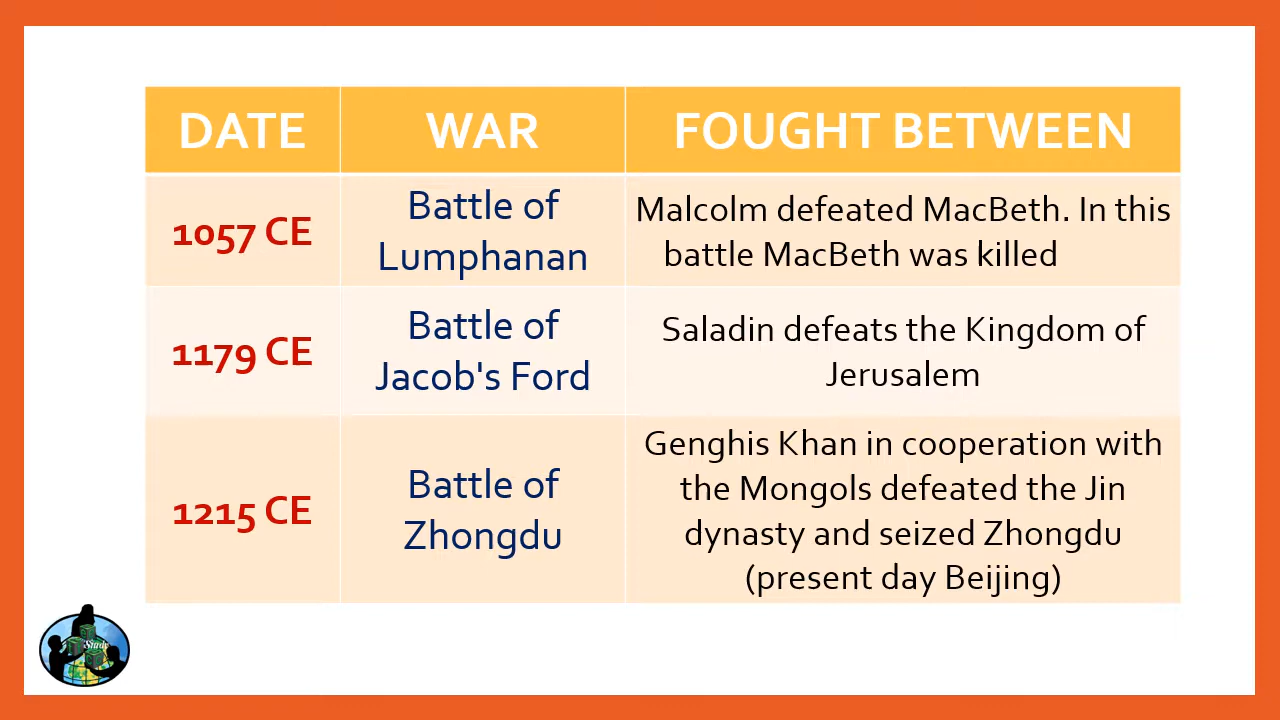 DATE WAR FOUGHT BETWEEN
1057 CE
Battle of
Lumphanan
Malcolm defeated MacBeth. In this
battle MacBeth was killed
1179 CE
Battle of
Jacob's Ford
Saladin defeats the Kingdom of
Jerusalem
1215 CE
Battle of
Zhongdu
Genghis Khan in cooperation with
the Mongols defeated the Jin
dynasty and seized Zhongdu
(present day Beijing)
Study